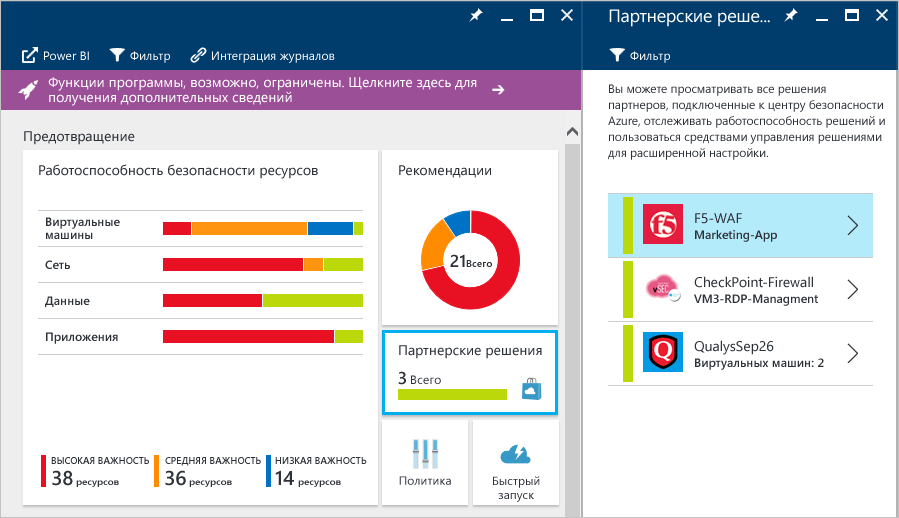 Power BI
Фильтр
Интеграция журналов
Функции программы, возможно, ограничены. Щелкните здесь для
получения дополнительных сведений
Предотвращение
Работоспособность безопасности ресурсов
Виртуальные
машины
Сеть
Данные
Приложения
ВЫСОКАЯ ВАЖНОСТЬ
38 ресурсов
СРЕДНЯЯ ВАЖНОСТЬ
36 ресурсов
НИЗКАЯ ВАЖНОСТЬ
14 ресурсов
Рекомендации
21 Всего
Партнерские решения
3 Всего
Политика
Быстрый
запуск
Партнерские реше...
Фильтр
Вы можете просматривать все решения
партнеров, подключенные к центру безопасности
Azure, отслеживать работоспособность решений и
пользоваться средствами управления решениями
для расширенной настройки.
f5
F5-WAF
Marketing-App
vSEC
CheckPoint-Firewall
VM3-RDP-Managment
QualysSep26
Виртуальных машин: 2